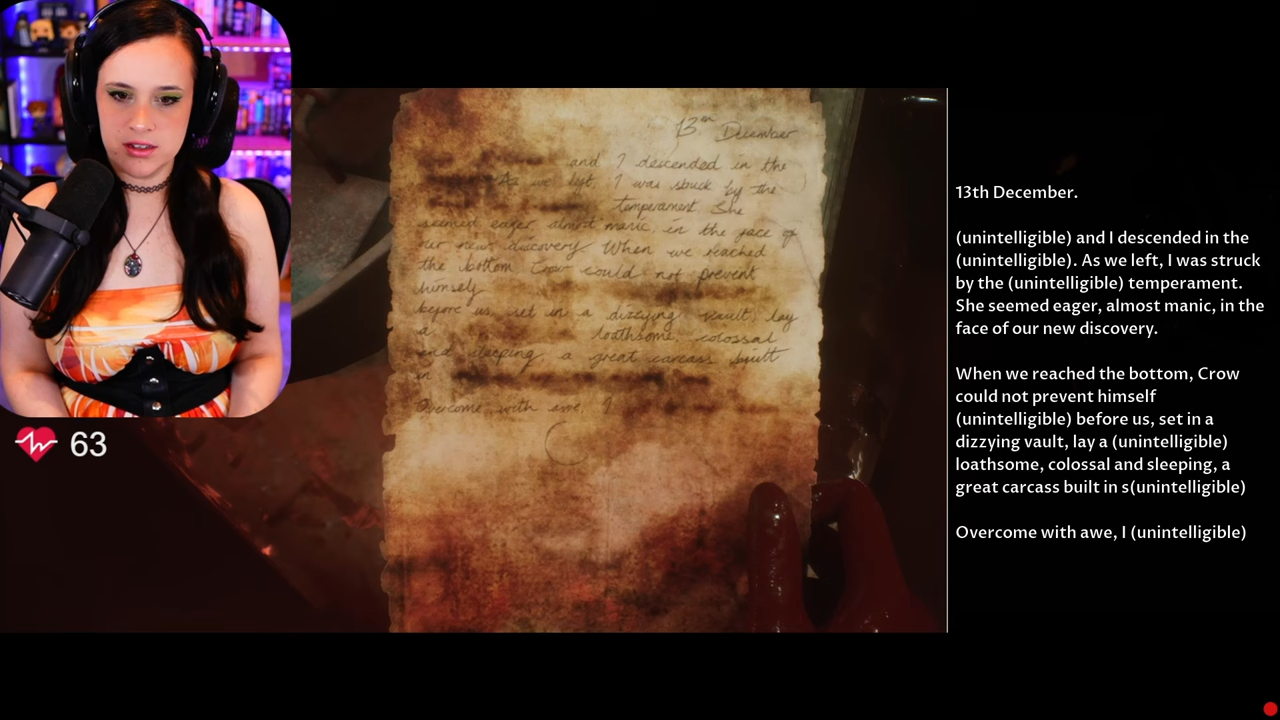 13th December
and I descended in the
As we left, I was struck by the
temperament. She
seemed eager, almost manic, in the face of
our new discovery. When we reached
the bottom Crow could not prevent
himself
before us, set in a dizzying vault, lay
a loathsome, colossal
and sleeping, a great carcass built
in
Overcome with awe, I
63
13th December.
(unintelligible) and I descended in the
(unintelligible). As we left, I was struck
by the (unintelligible) temperament.
She seemed eager, almost manic, in the
face of our new discovery.
When we reached the bottom, Crow
could not prevent himself
(unintelligible) before us, set in a
dizzying vault, lay a (unintelligible)
loathsome, colossal and sleeping, a
great carcass built in s(unintelligible)
Overcome with awe, I (unintelligible)